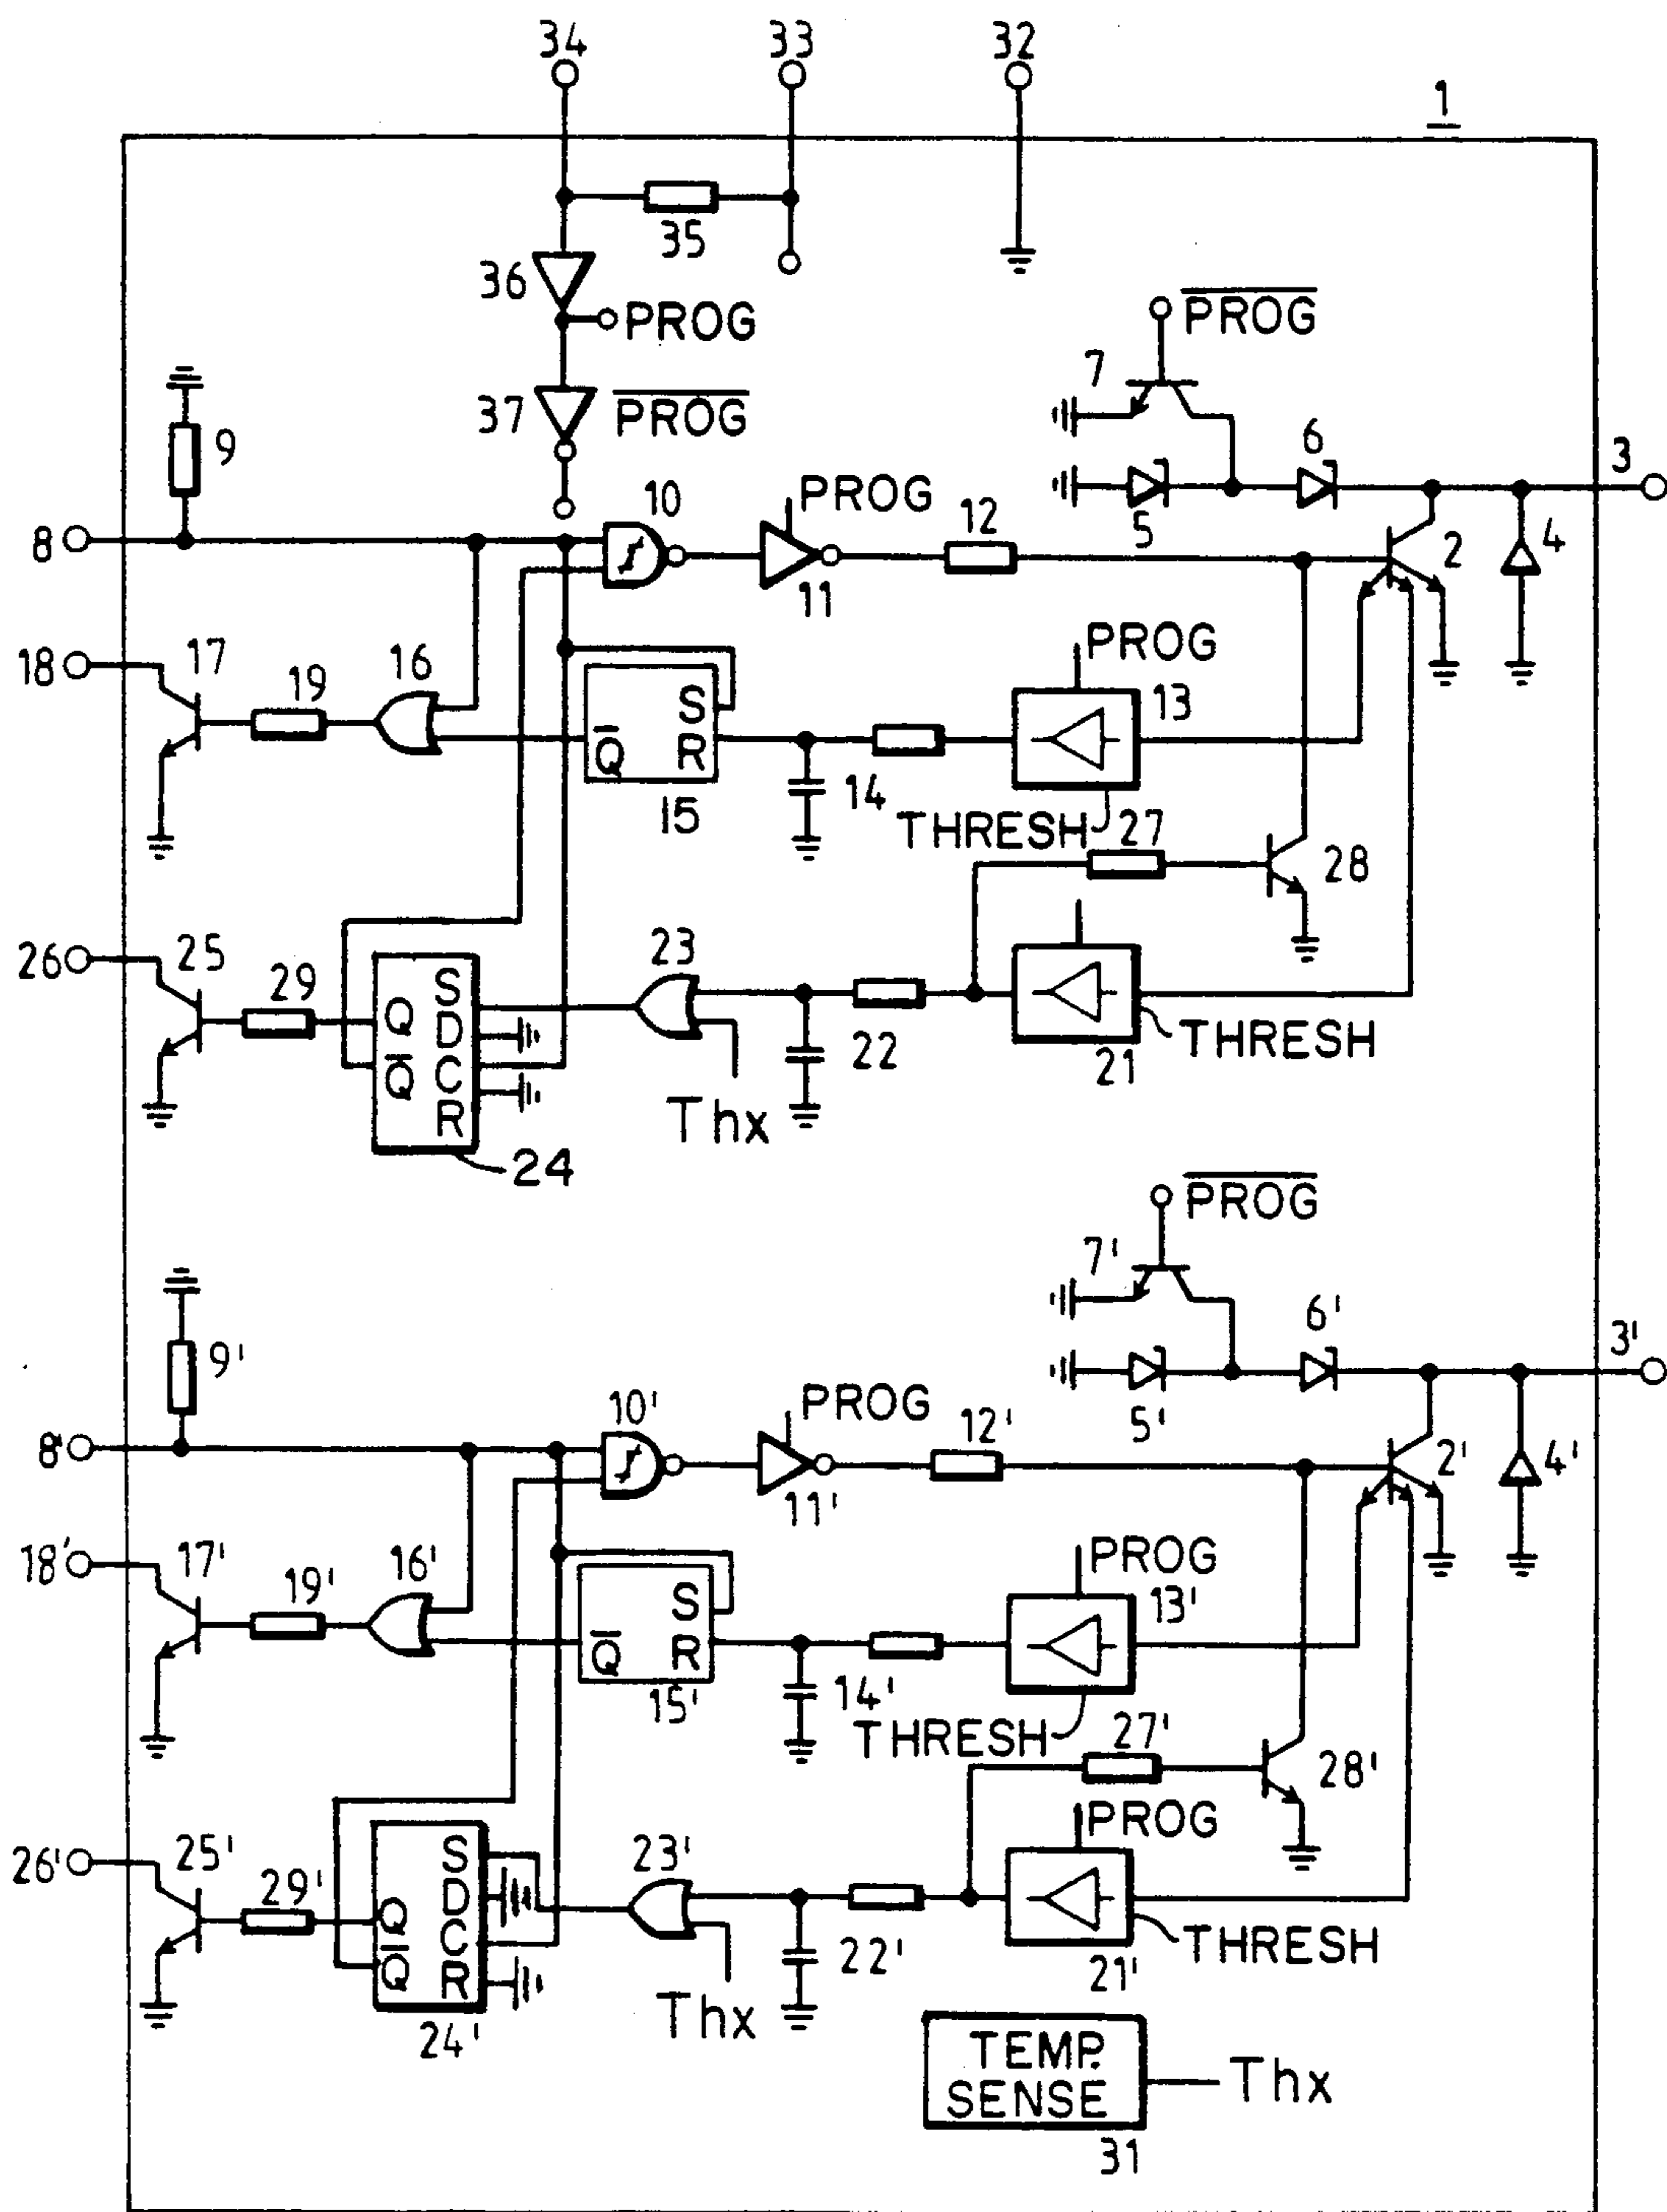 34 33 32
1
35
36
PROG
PROG
37 PROG
7
9
6 3
10 PROG
12 5
8
2 4
11
PROG
18 17 19 16
S
13
Q R
14
15
THRESH 27
28
26 25 29
23
S
Q D
Q C
R
22
THRESH
21
Thx
24
PROG
7'
6' 3'
9'
10' PROG
12' 5'
8'
2' 4'
11'
PROG
18' 17' 19' 16'
S
13'
Q R
15' 14'
THRESH 27'
28'
PROG
26' 25' 29'
23'
S
D
Q
C
Q
R
22'
THRESH
21'
Thx
24'
TEMP.
SENSE
Thx
31